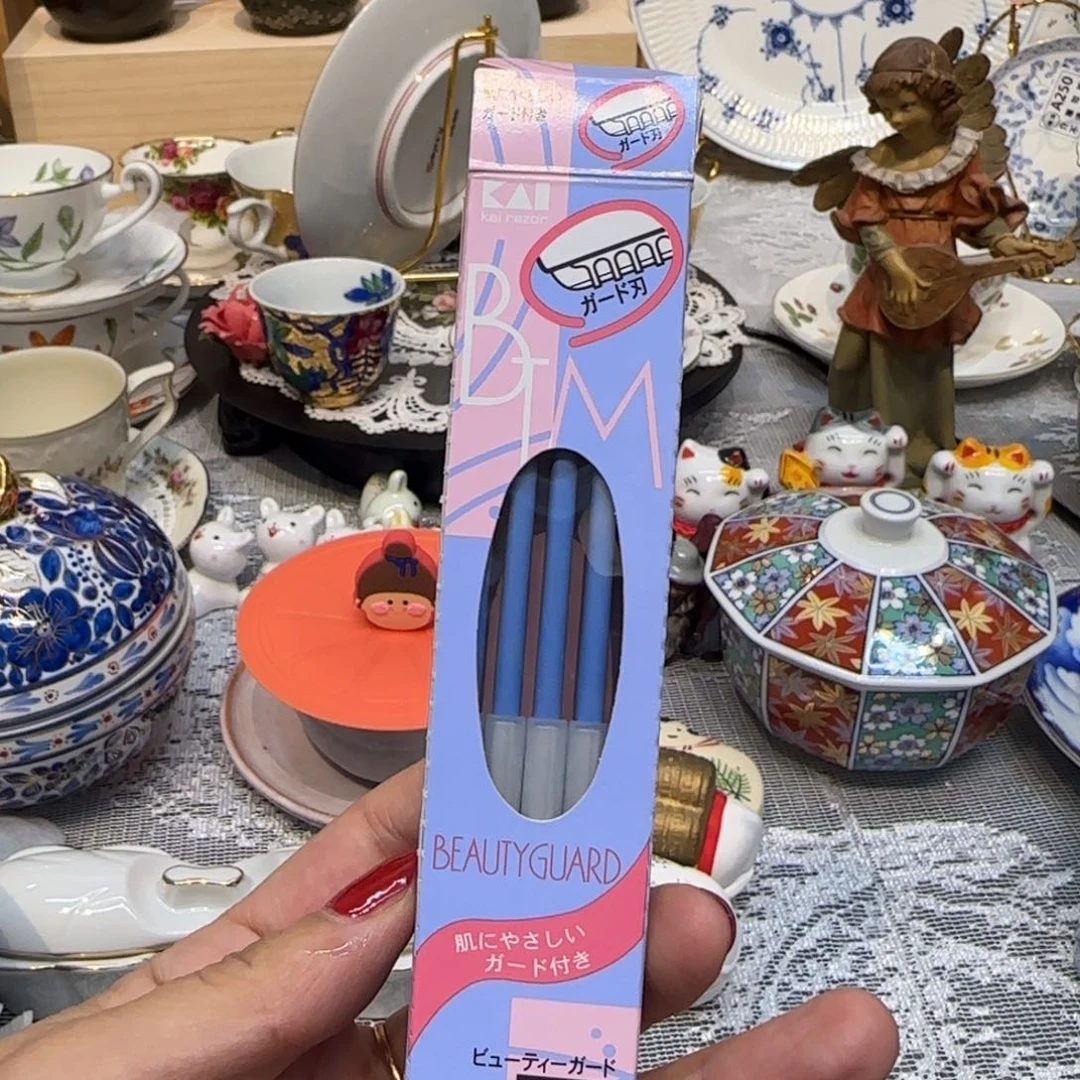 ガード付き
ガード刃
KAI
kai razor
ガード刃
BTM
BEAUTYGUARD
肌にやさしい
ガード付き
ビューティーガード
A250